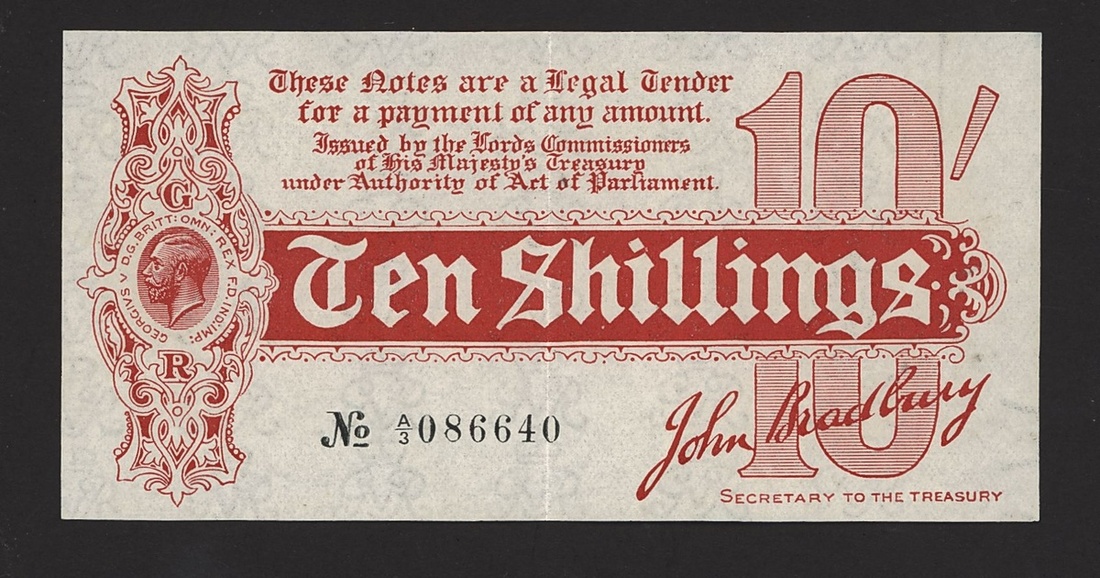 These Notes are a Legal Tender
for a payment of any amount.
Issued by the Lords Commissioners
of His Majesty's Treasury
under Authority of Act of Parliament.
10/
G
GEORGIVS V D.G. BRITT: OMN: REX F.D. IND: IMP:
R
Ten Shillings
No A/3 086640
John Bradbury
SECRETARY TO THE TREASURY